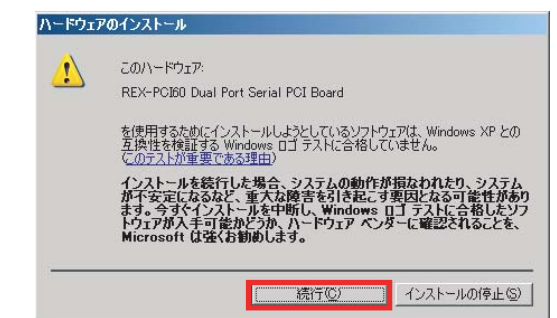 ハードウェアのインストール
このハードウェア:
REX-PCI60 Dual Port Serial PCI Board
を使用するためにインストールしようとしているソフトウェアは、Windows XP との
互換性を検証する Windows ロゴ テストに合格していません。
(このテストが重要である理由)
インストールを続行した場合、システムの動作が損なわれたり、システム
が不安定になるなど、重大な障害を引き起こす要因となる可能性があり
ます。今すぐインストールを中断し、Windows ロゴ テストに合格したソフ
トウェアが入手可能かどうか、ハードウェア ベンダーに確認されることを、
Microsoft は強くお勧めします。
続行(C)
インストールの停止(S)